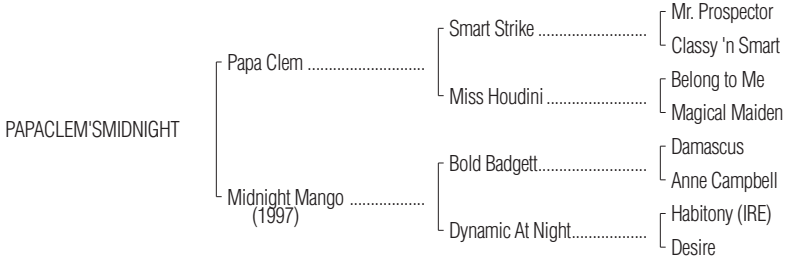 Mr. Prospector
Smart Strike ..........................
Classy 'n Smart
Papa Clem ............................
Belong to Me
Miss Houdini ........................
Magical Maiden
PAPACLEM'SMIDNIGHT
Damascus
Bold Badgett..........................
Anne Campbell
Midnight Mango ..................
(1997)
Habitony (IRE)
Dynamic At Night..................
Desire